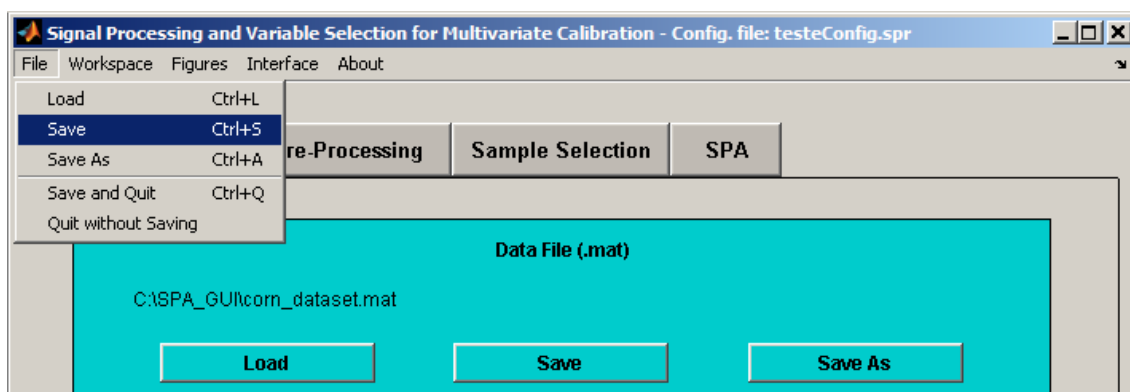 Signal Processing and Variable Selection for Multivariate Calibration - Config. file: testeConfig.spr
File Workspace Figures Interface About
Load Ctrl+L
Save Ctrl+S
Save As Ctrl+A
Save and Quit Ctrl+Q
Quit without Saving
re-Processing Sample Selection SPA
Data File (.mat)
C:\SPA_GUI\corn_dataset.mat
Load Save Save As